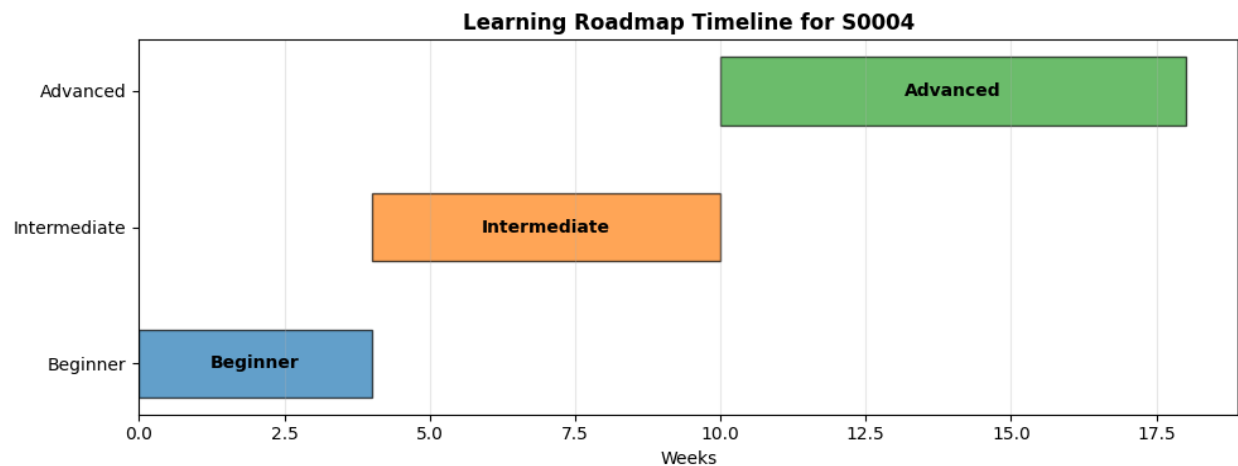 Learning Roadmap Timeline for S0004
Advanced
Advanced
Intermediate
Intermediate
Beginner
Beginner
0.0 2.5 5.0 7.5 10.0 12.5 15.0 17.5
Weeks